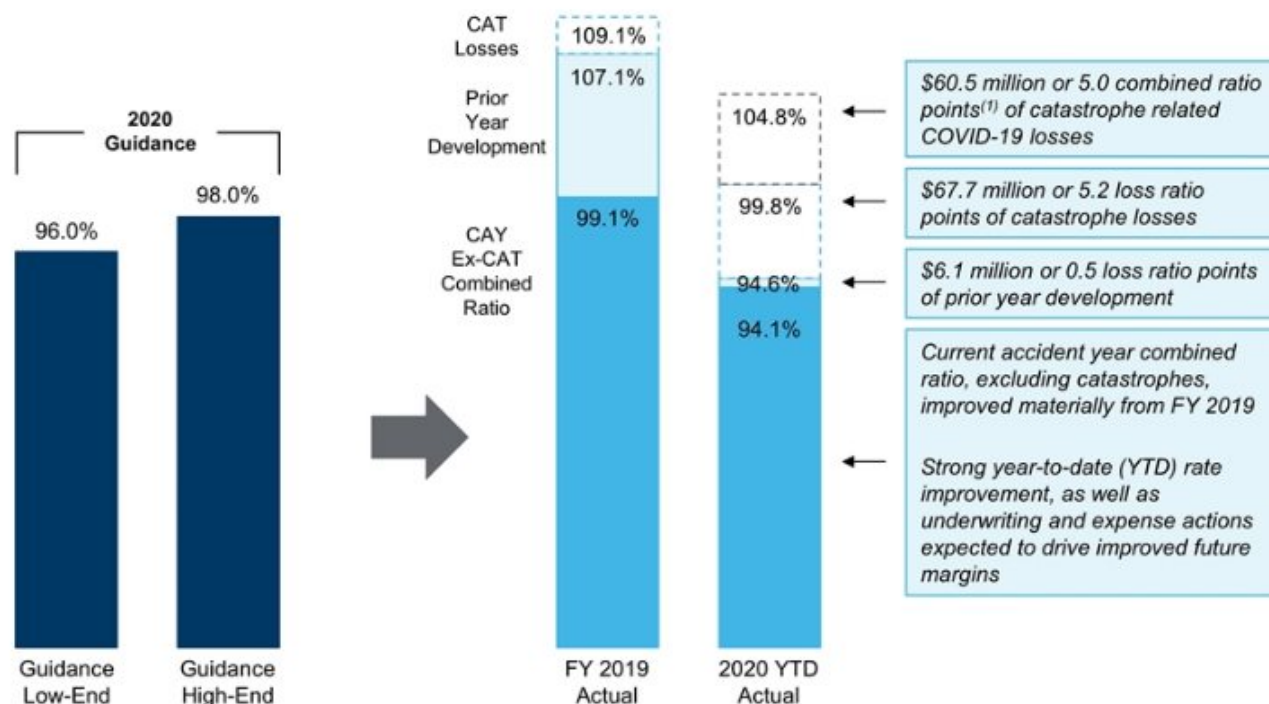 2020
Guidance
96.0%
98.0%
Guidance
Low-End
Guidance
High-End
CAT
Losses
Prior
Year
Development
CAY
Ex-CAT
Combined
Ratio
109.1%
107.1%
99.1%
FY 2019
Actual
104.8%
99.8%
94.6%
94.1%
2020 YTD
Actual
$60.5 million or 5.0 combined ratio
points(1) of catastrophe related
COVID-19 losses
$67.7 million or 5.2 loss ratio
points of catastrophe losses
$6.1 million or 0.5 loss ratio points
of prior year development
Current accident year combined
ratio, excluding catastrophes,
improved materially from FY 2019
Strong year-to-date (YTD) rate
improvement, as well as
underwriting and expense actions
expected to drive improved future
margins